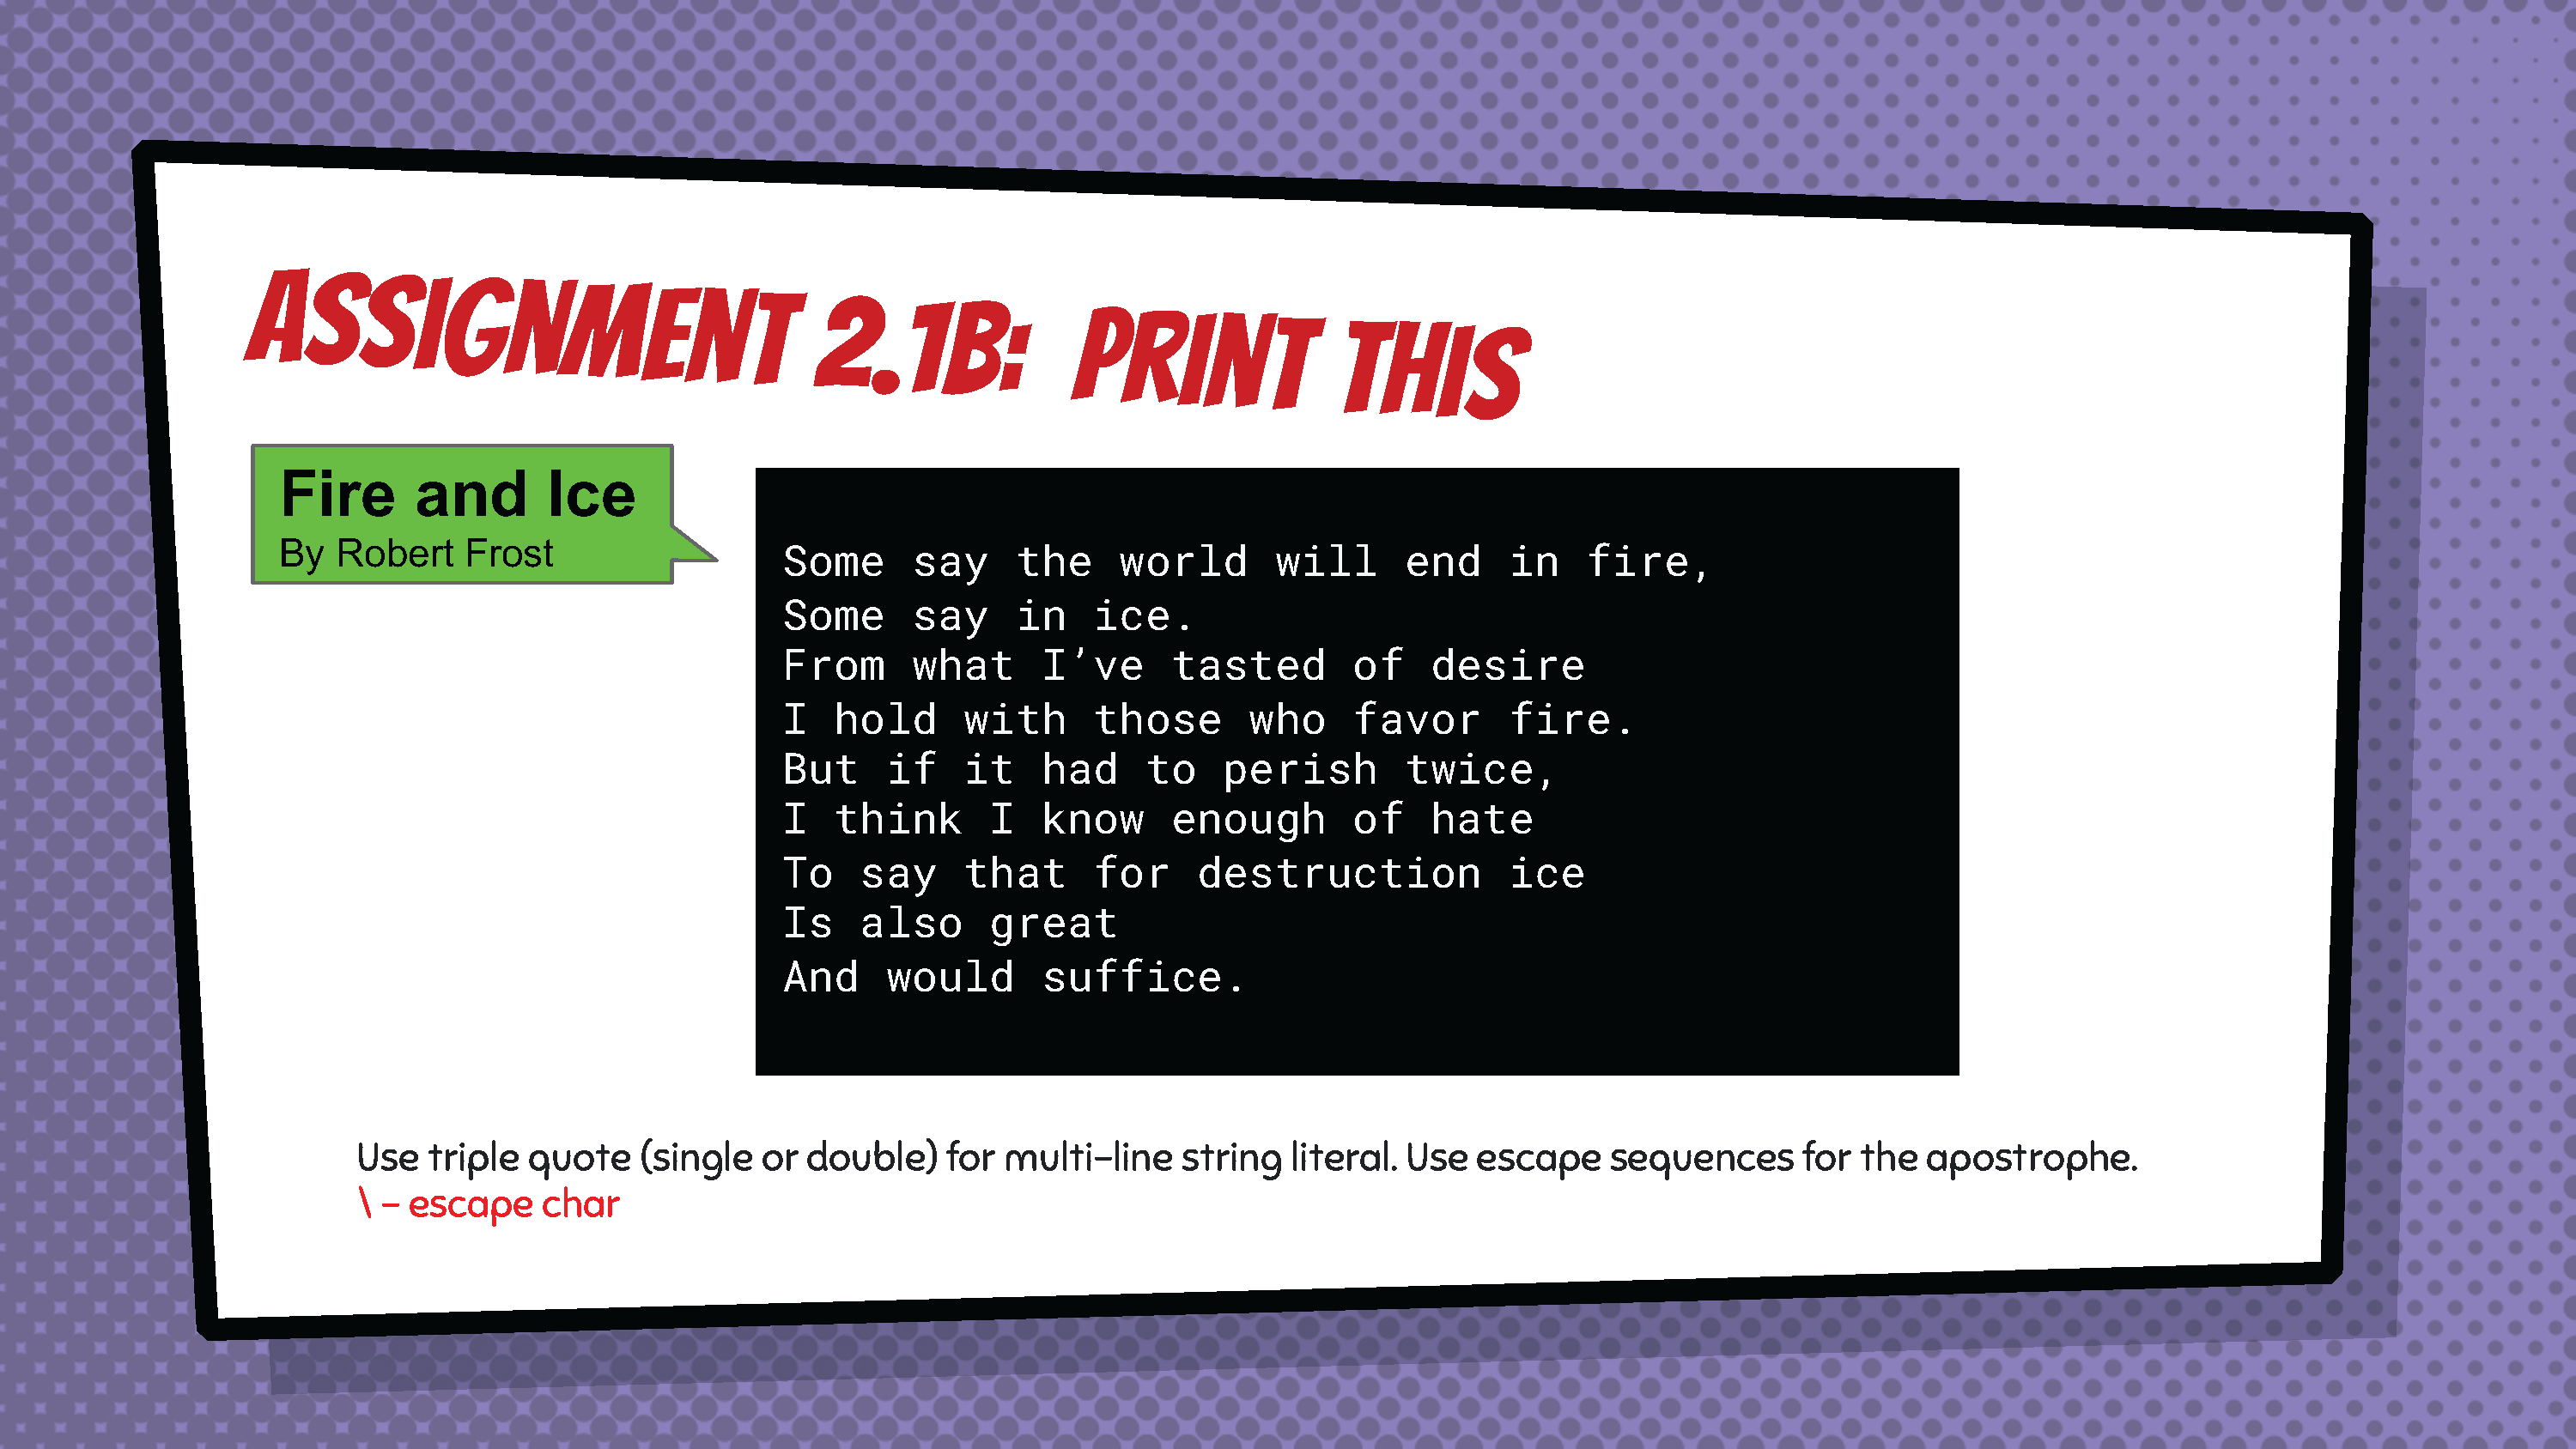 ASSIGNMENT 2.1B: PRINT THIS
Fire and Ice
By Robert Frost
Some say the world will end in fire,
Some say in ice.
From what I’ve tasted of desire
I hold with those who favor fire.
But if it had to perish twice,
I think I know enough of hate
To say that for destruction ice
Is also great
And would suffice.
Use triple quote (single or double) for multi-line string literal. Use escape sequences for the apostrophe.
\ - escape char